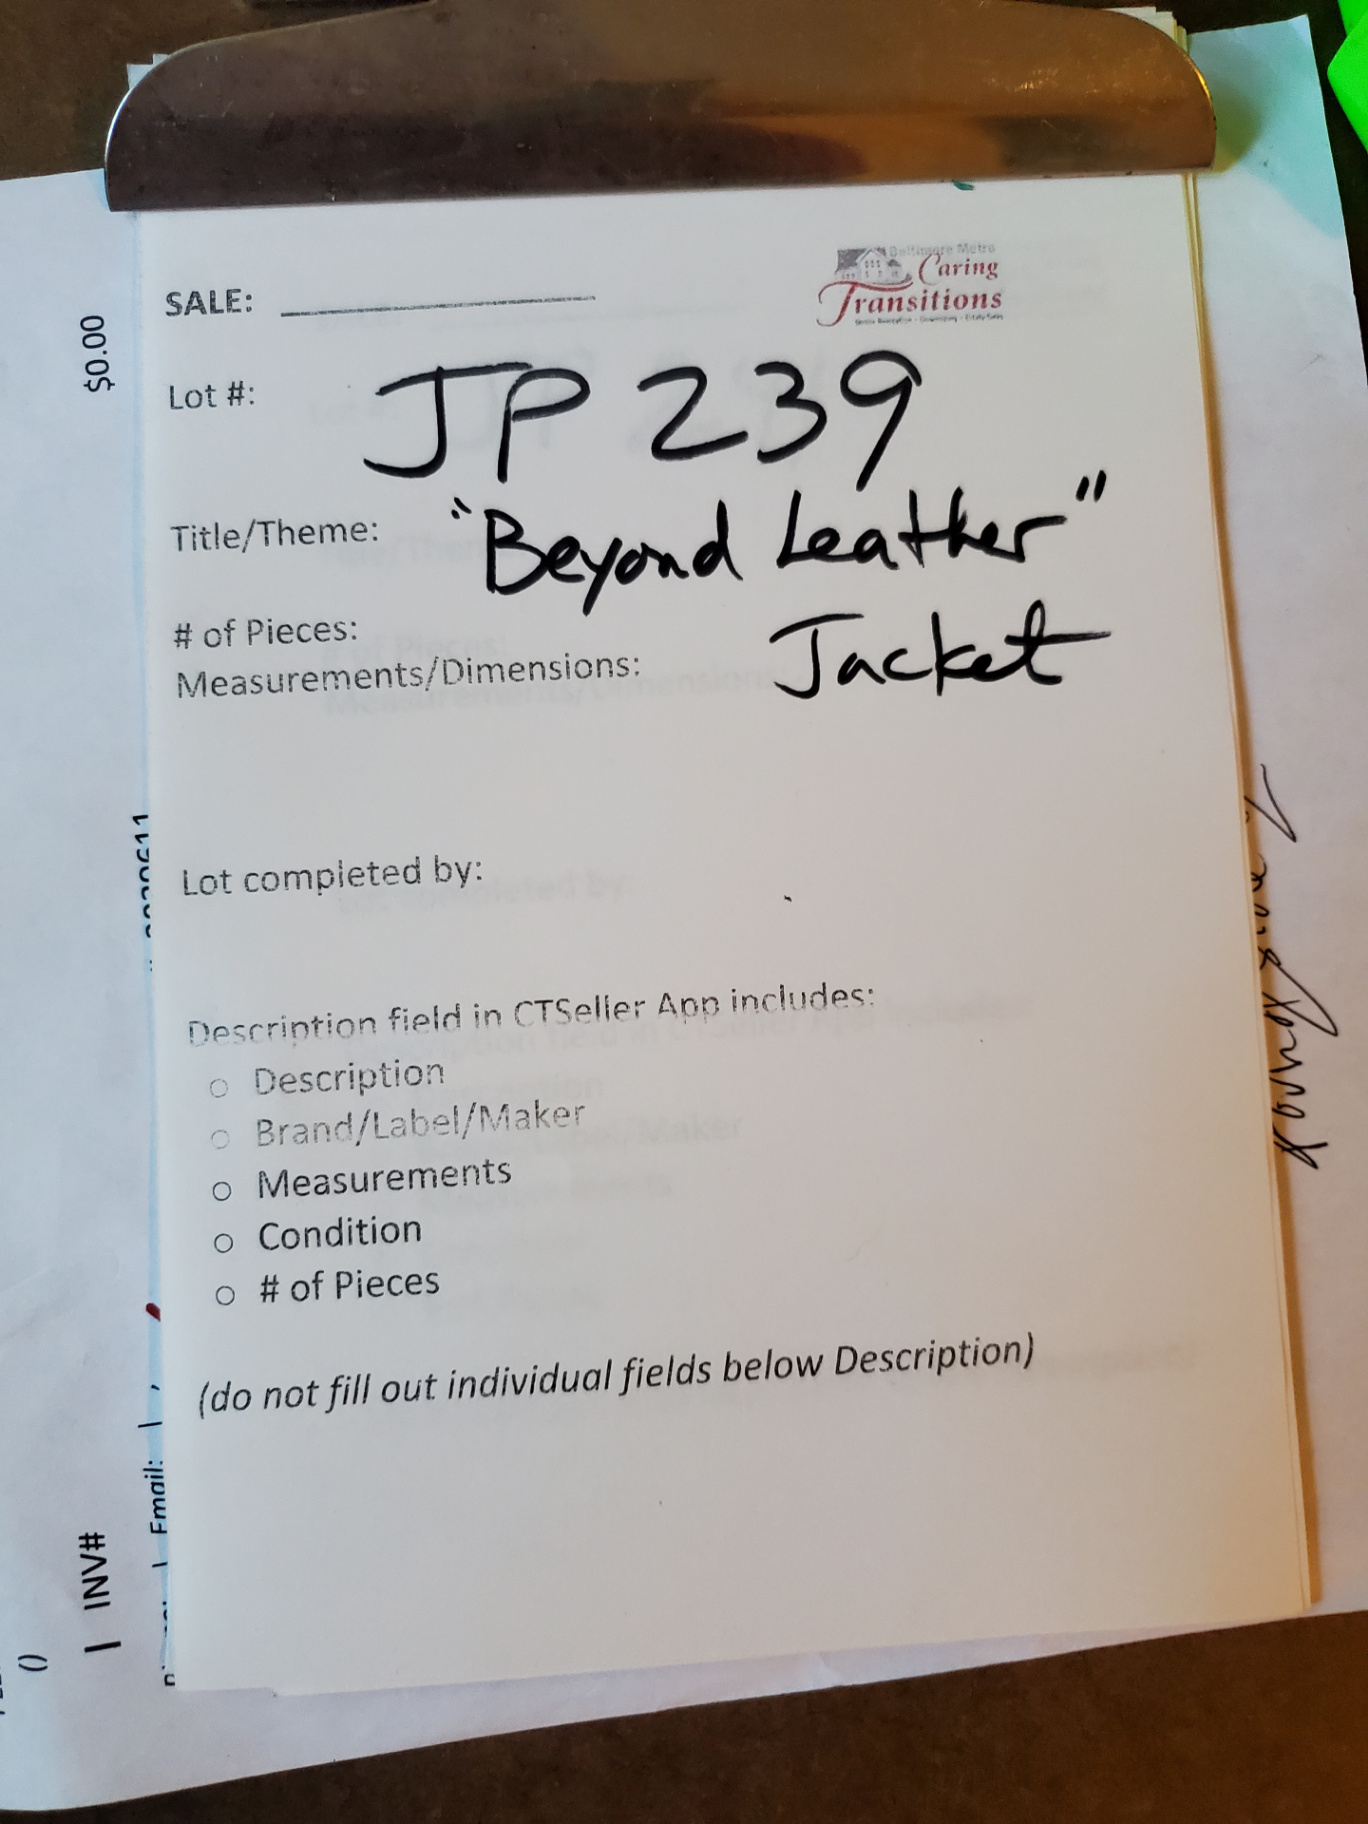 Baltimore Metro
Caring
Transitions
SALE:
Lot #: JP 239
Title/Theme: "Beyond Leather"
Jacket
# of Pieces:
Measurements/Dimensions:
Lot completed by:
Description field in CTSeller App includes:
○ Description
○ Brand/Label/Maker
○ Measurements
○ Condition
○ # of Pieces
(do not fill out individual fields below Description)
$0.00
INV#
Email: